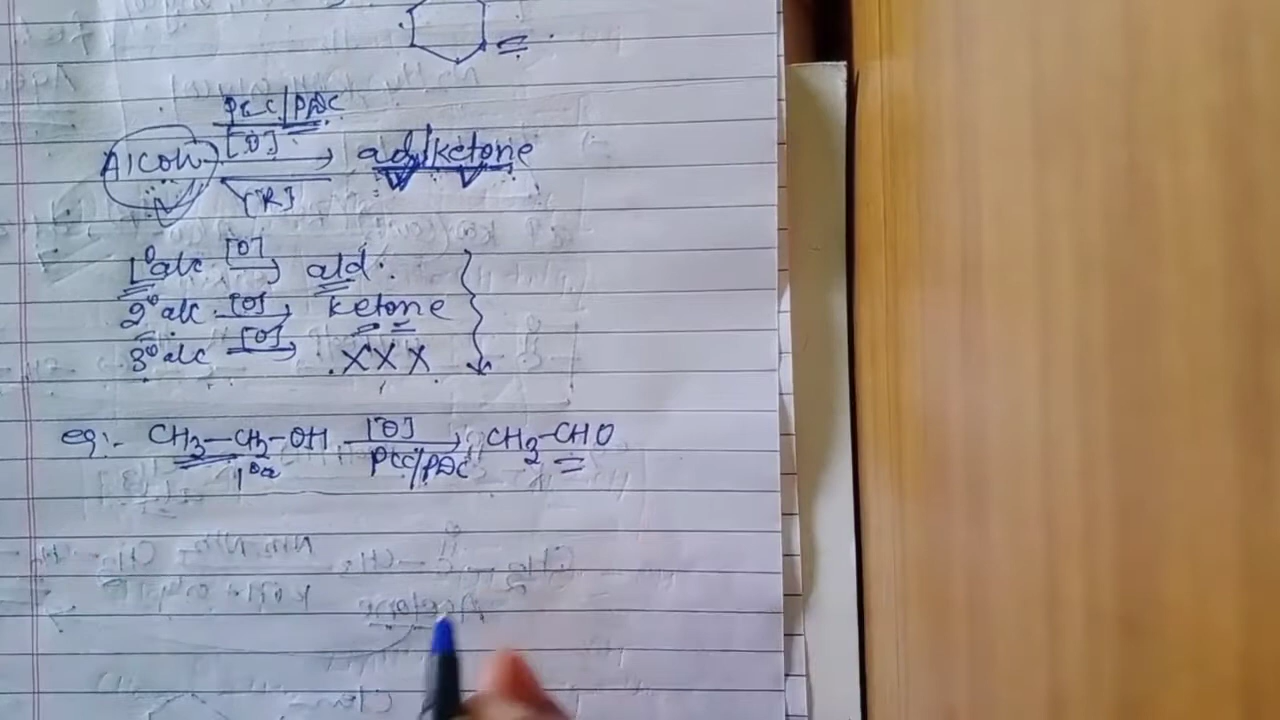 PCC/PDC
Alcoh [O] ald/ketone
[R]
1° alc [O] → ald.
2° alc [O] → ketone
3° alc [O] → XXX
eg:- CH3-CH2-OH [O] → CH3-CHO
1°a PCC/PDC